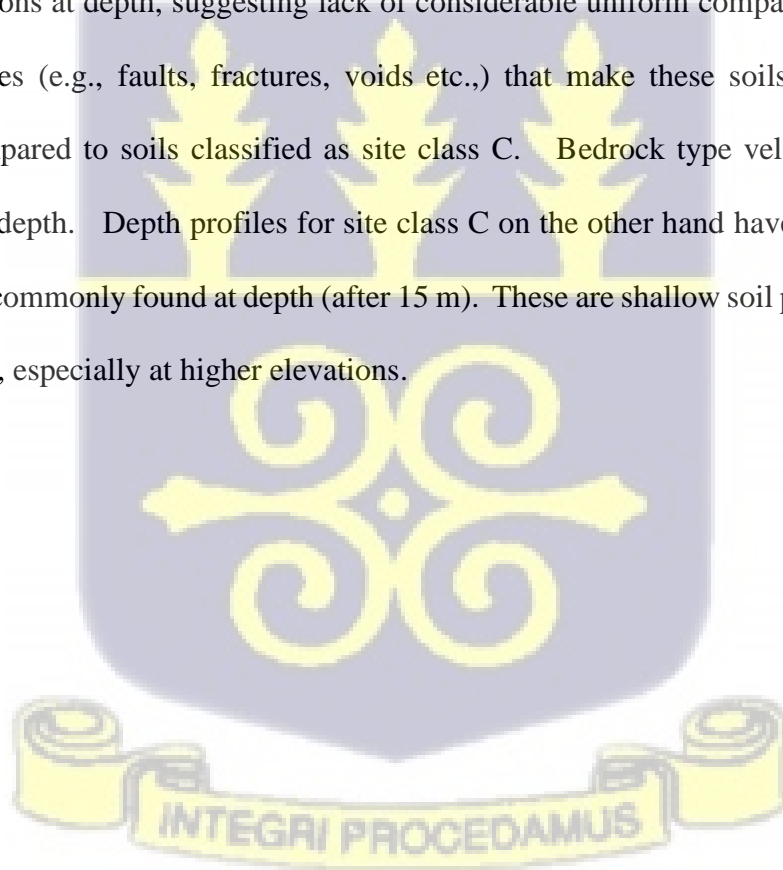 ons at depth, suggesting lack of considerable uniform compa
es (e.g., faults, fractures, voids etc.,) that make these soils
pared to soils classified as site class C. Bedrock type vel
depth. Depth profiles for site class C on the other hand have
commonly found at depth (after 15 m). These are shallow soil p
, especially at higher elevations.
INTEGRI PROCEDAMUS